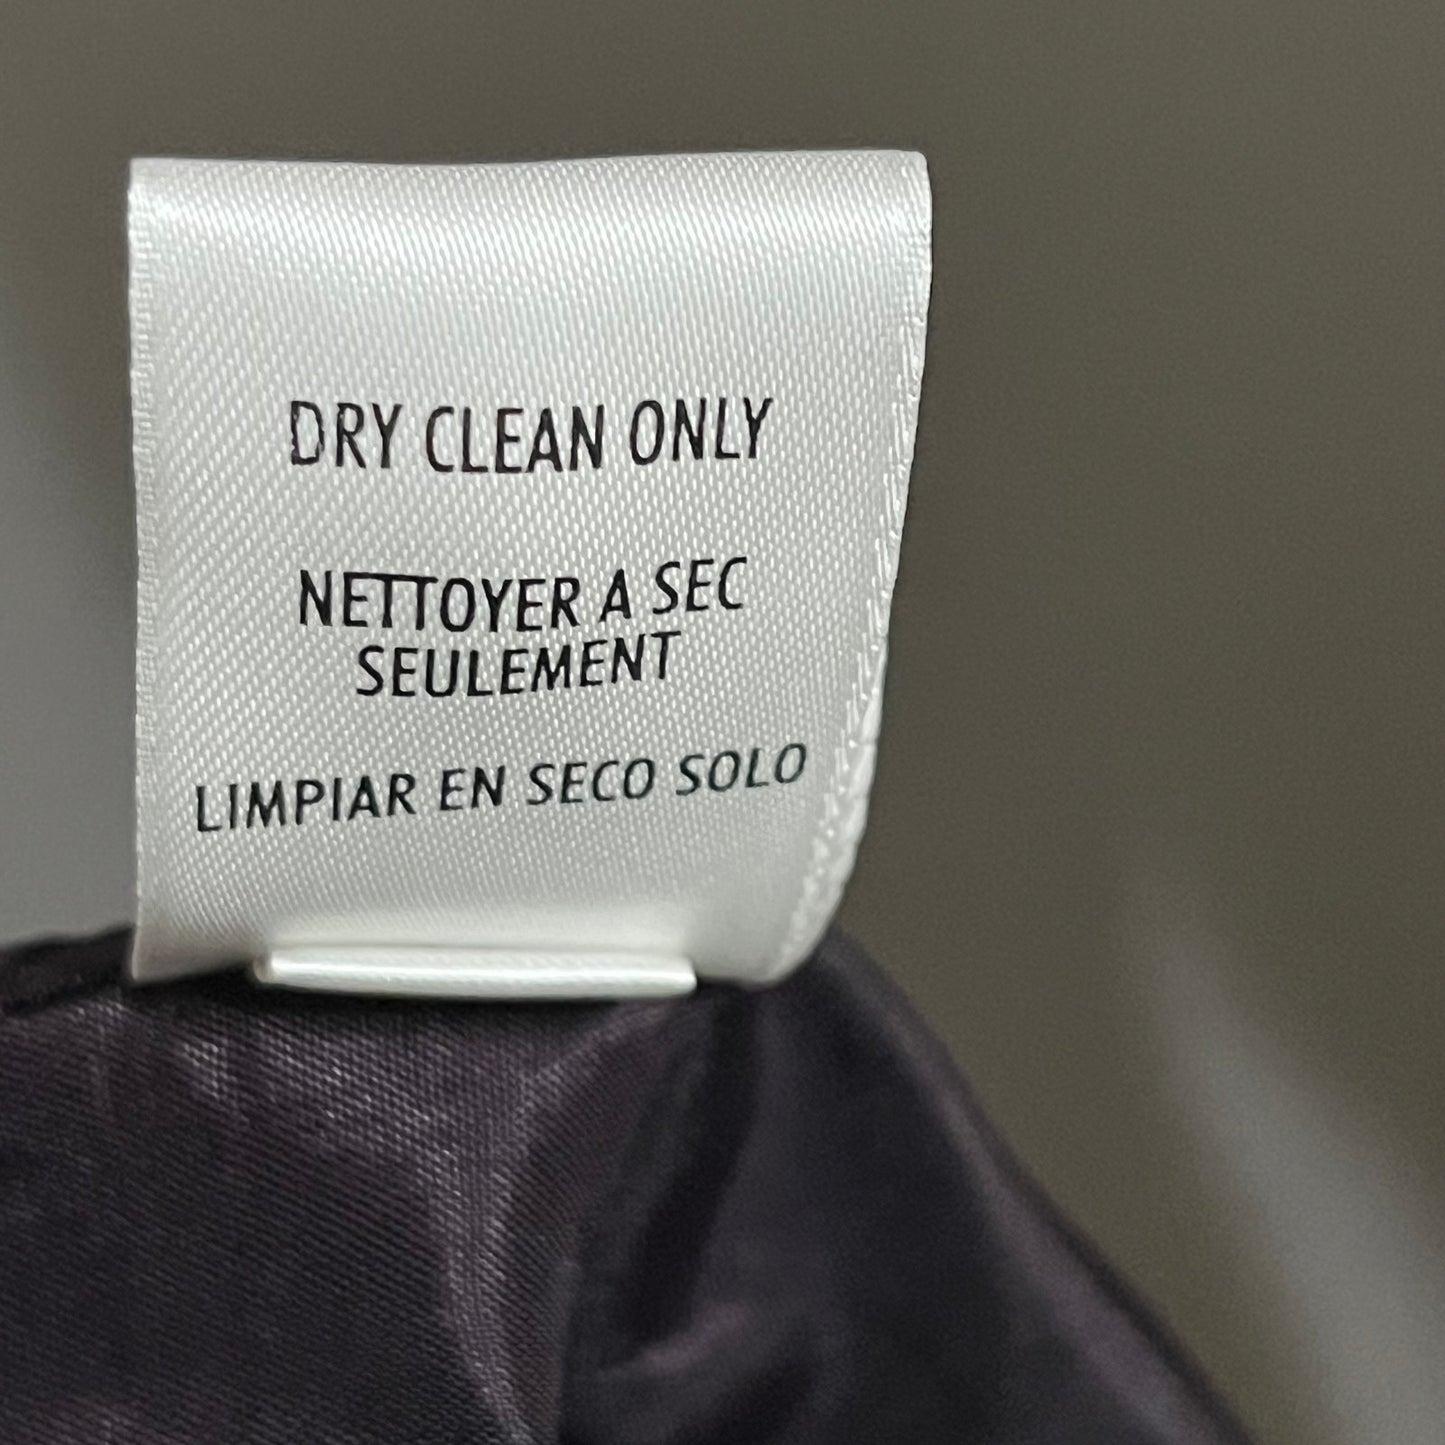 DRY CLEAN ONLY
NETTOYER A SEC
SEULEMENT
LIMPIAR EN SECO SOLO